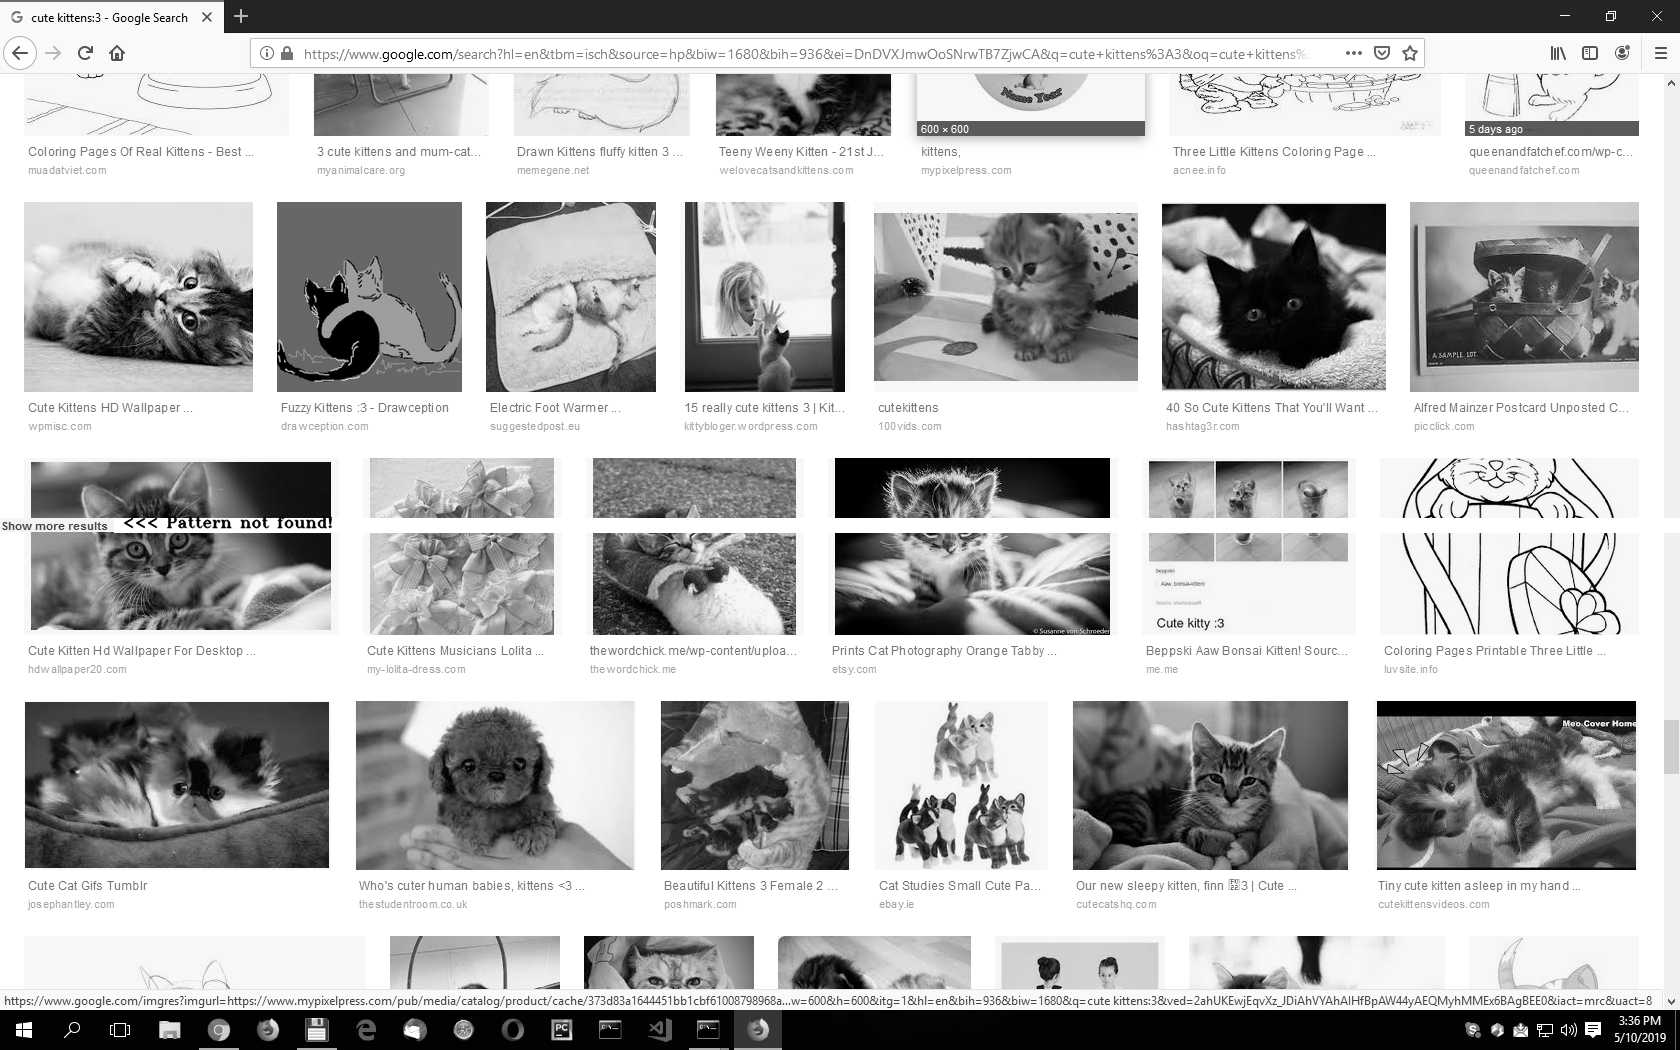 cute kittens:3 - Google Search
https://www.google.com/search?hl=en&tbm=isch&source=hp&biw=1680&bih=936&ei=DnDVXJmwOoSNrwTB7ZjwCA&q=cute+kittens%3A3&oq=cute+kittens%
Name Year
600 × 600
5 days ago
Coloring Pages Of Real Kittens - Best ...
3 cute kittens and mum-cat...
Drawn Kittens fluffy kitten 3 ...
Teeny Weeny Kitten - 21st J...
kittens,
Three Little Kittens Coloring Page ...
queenandfatchef.com/wp-c...
muadatviet.com
myanimalcare.org
memegene.net
welovecatsandkittens.com
mypixelpress.com
acnee.info
queenandfatchef.com
A SAMPLE LOT.
Cute Kittens HD Wallpaper ...
Fuzzy Kittens :3 - Drawception
Electric Foot Warmer ...
15 really cute kittens 3 | Kit...
cutekittens
40 So Cute Kittens That You'll Want ...
Alfred Mainzer Postcard Unposted C...
wpmisc.com
drawception.com
suggestedpost.eu
kittybloger.wordpress.com
100vids.com
hashtag3r.com
picclick.com
Show more results
<<< Pattern not found!
beppski
Aaw, bonsai kitten!
Cute kitty :3
© Susanne von Schroeder
Cute Kitten Hd Wallpaper For Desktop ...
Cute Kittens Musicians Lolita ...
thewordchick.me/wp-content/uploa...
Prints Cat Photography Orange Tabby ...
Beppski Aaw Bonsai Kitten! Sourc...
Coloring Pages Printable Three Little ...
hdwallpaper20.com
my-lolita-dress.com
thewordchick.me
etsy.com
me.me
luvsite.info
Meo Cover Home
Cute Cat Gifs Tumblr
Who's cuter human babies, kittens <3 ...
Beautiful Kittens 3 Female 2 ...
Cat Studies Small Cute Pa...
Our new sleepy kitten, finn 3 | Cute ...
Tiny cute kitten asleep in my hand ...
josephantley.com
thestudentroom.co.uk
poshmark.com
ebay.ie
cutecatshq.com
cutekittensvideos.com
https://www.google.com/imgres?imgurl=https://www.mypixelpress.com/pub/media/catalog/product/cache/373d83a1644451bb1cbf61008798968a...w=600&h=600&itg=1&hl=en&bih=936&biw=1680&q=cute kittens:3&ved=2ahUKEwjEqvXz_JDiAhVYAhAIHfBpAW44yAEQMyhMMEx6BAgBEE0&iact=mrc&uact=8
PC
3:36 PM
5/10/2019